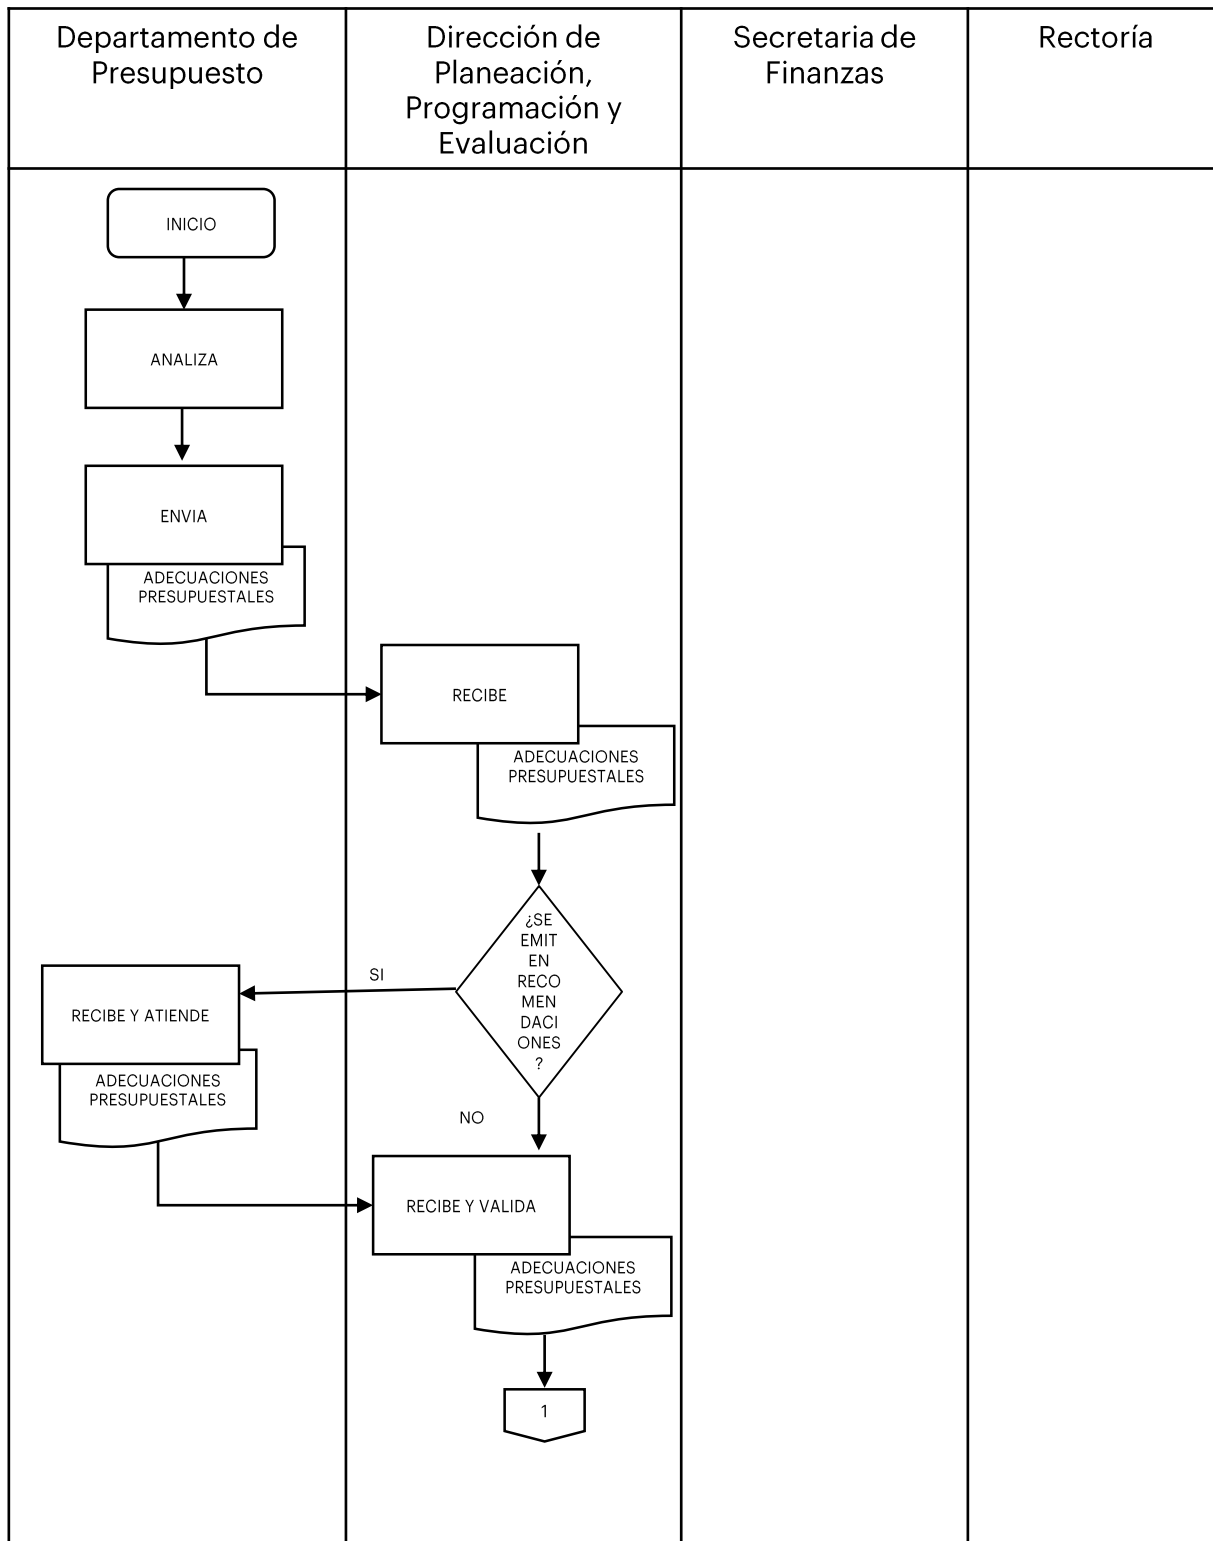 Departamento de
Presupuesto
Dirección de
Planeación,
Programación y
Evaluación
Secretaria de
Finanzas
Rectoría
INICIO
ANALIZA
ENVIA
ADECUACIONES
PRESUPUESTALES
RECIBE
ADECUACIONES
PRESUPUESTALES
¿SE
EMIT
EN
RECO
MEN
DACI
ONES
?
SI
RECIBE Y ATIENDE
ADECUACIONES
PRESUPUESTALES
NO
RECIBE Y VALIDA
ADECUACIONES
PRESUPUESTALES
1